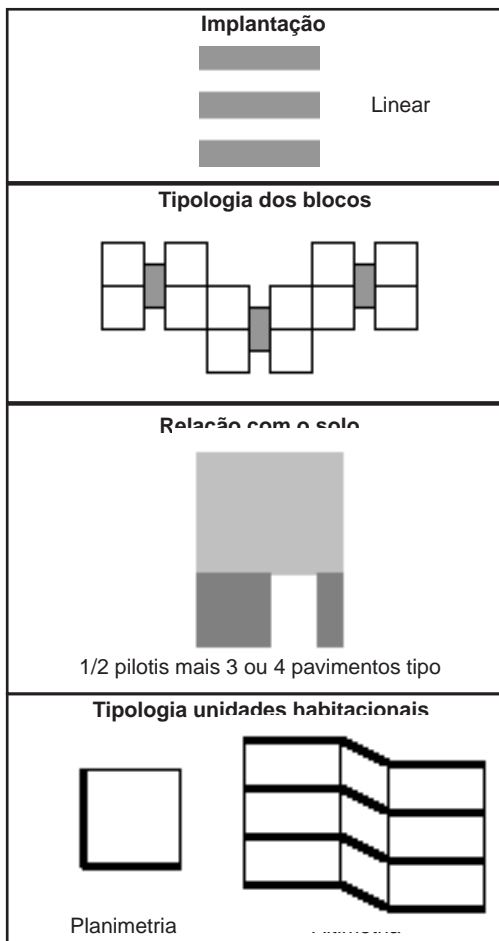 Implantação
Linear
Tipologia dos blocos
Relação com o solo
1/2 pilotis mais 3 ou 4 pavimentos tipo
Tipologia unidades habitacionais
Planimetria